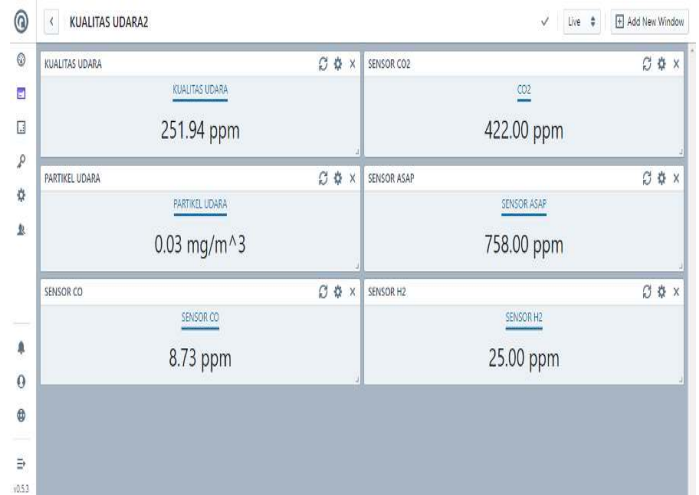 KUALITAS UDARA2
Live
Add New Window
KUALITAS UDARA
SENSOR CO2
KUALITAS UDARA
CO2
251.94 ppm
422.00 ppm
PARTIKEL UDARA
SENSOR ASAP
PARTIKEL UDARA
SENSOR ASAP
0.03 mg/m^3
758.00 ppm
SENSOR CO
SENSOR H2
SENSOR CO
SENSOR H2
8.73 ppm
25.00 ppm
v0.5.3